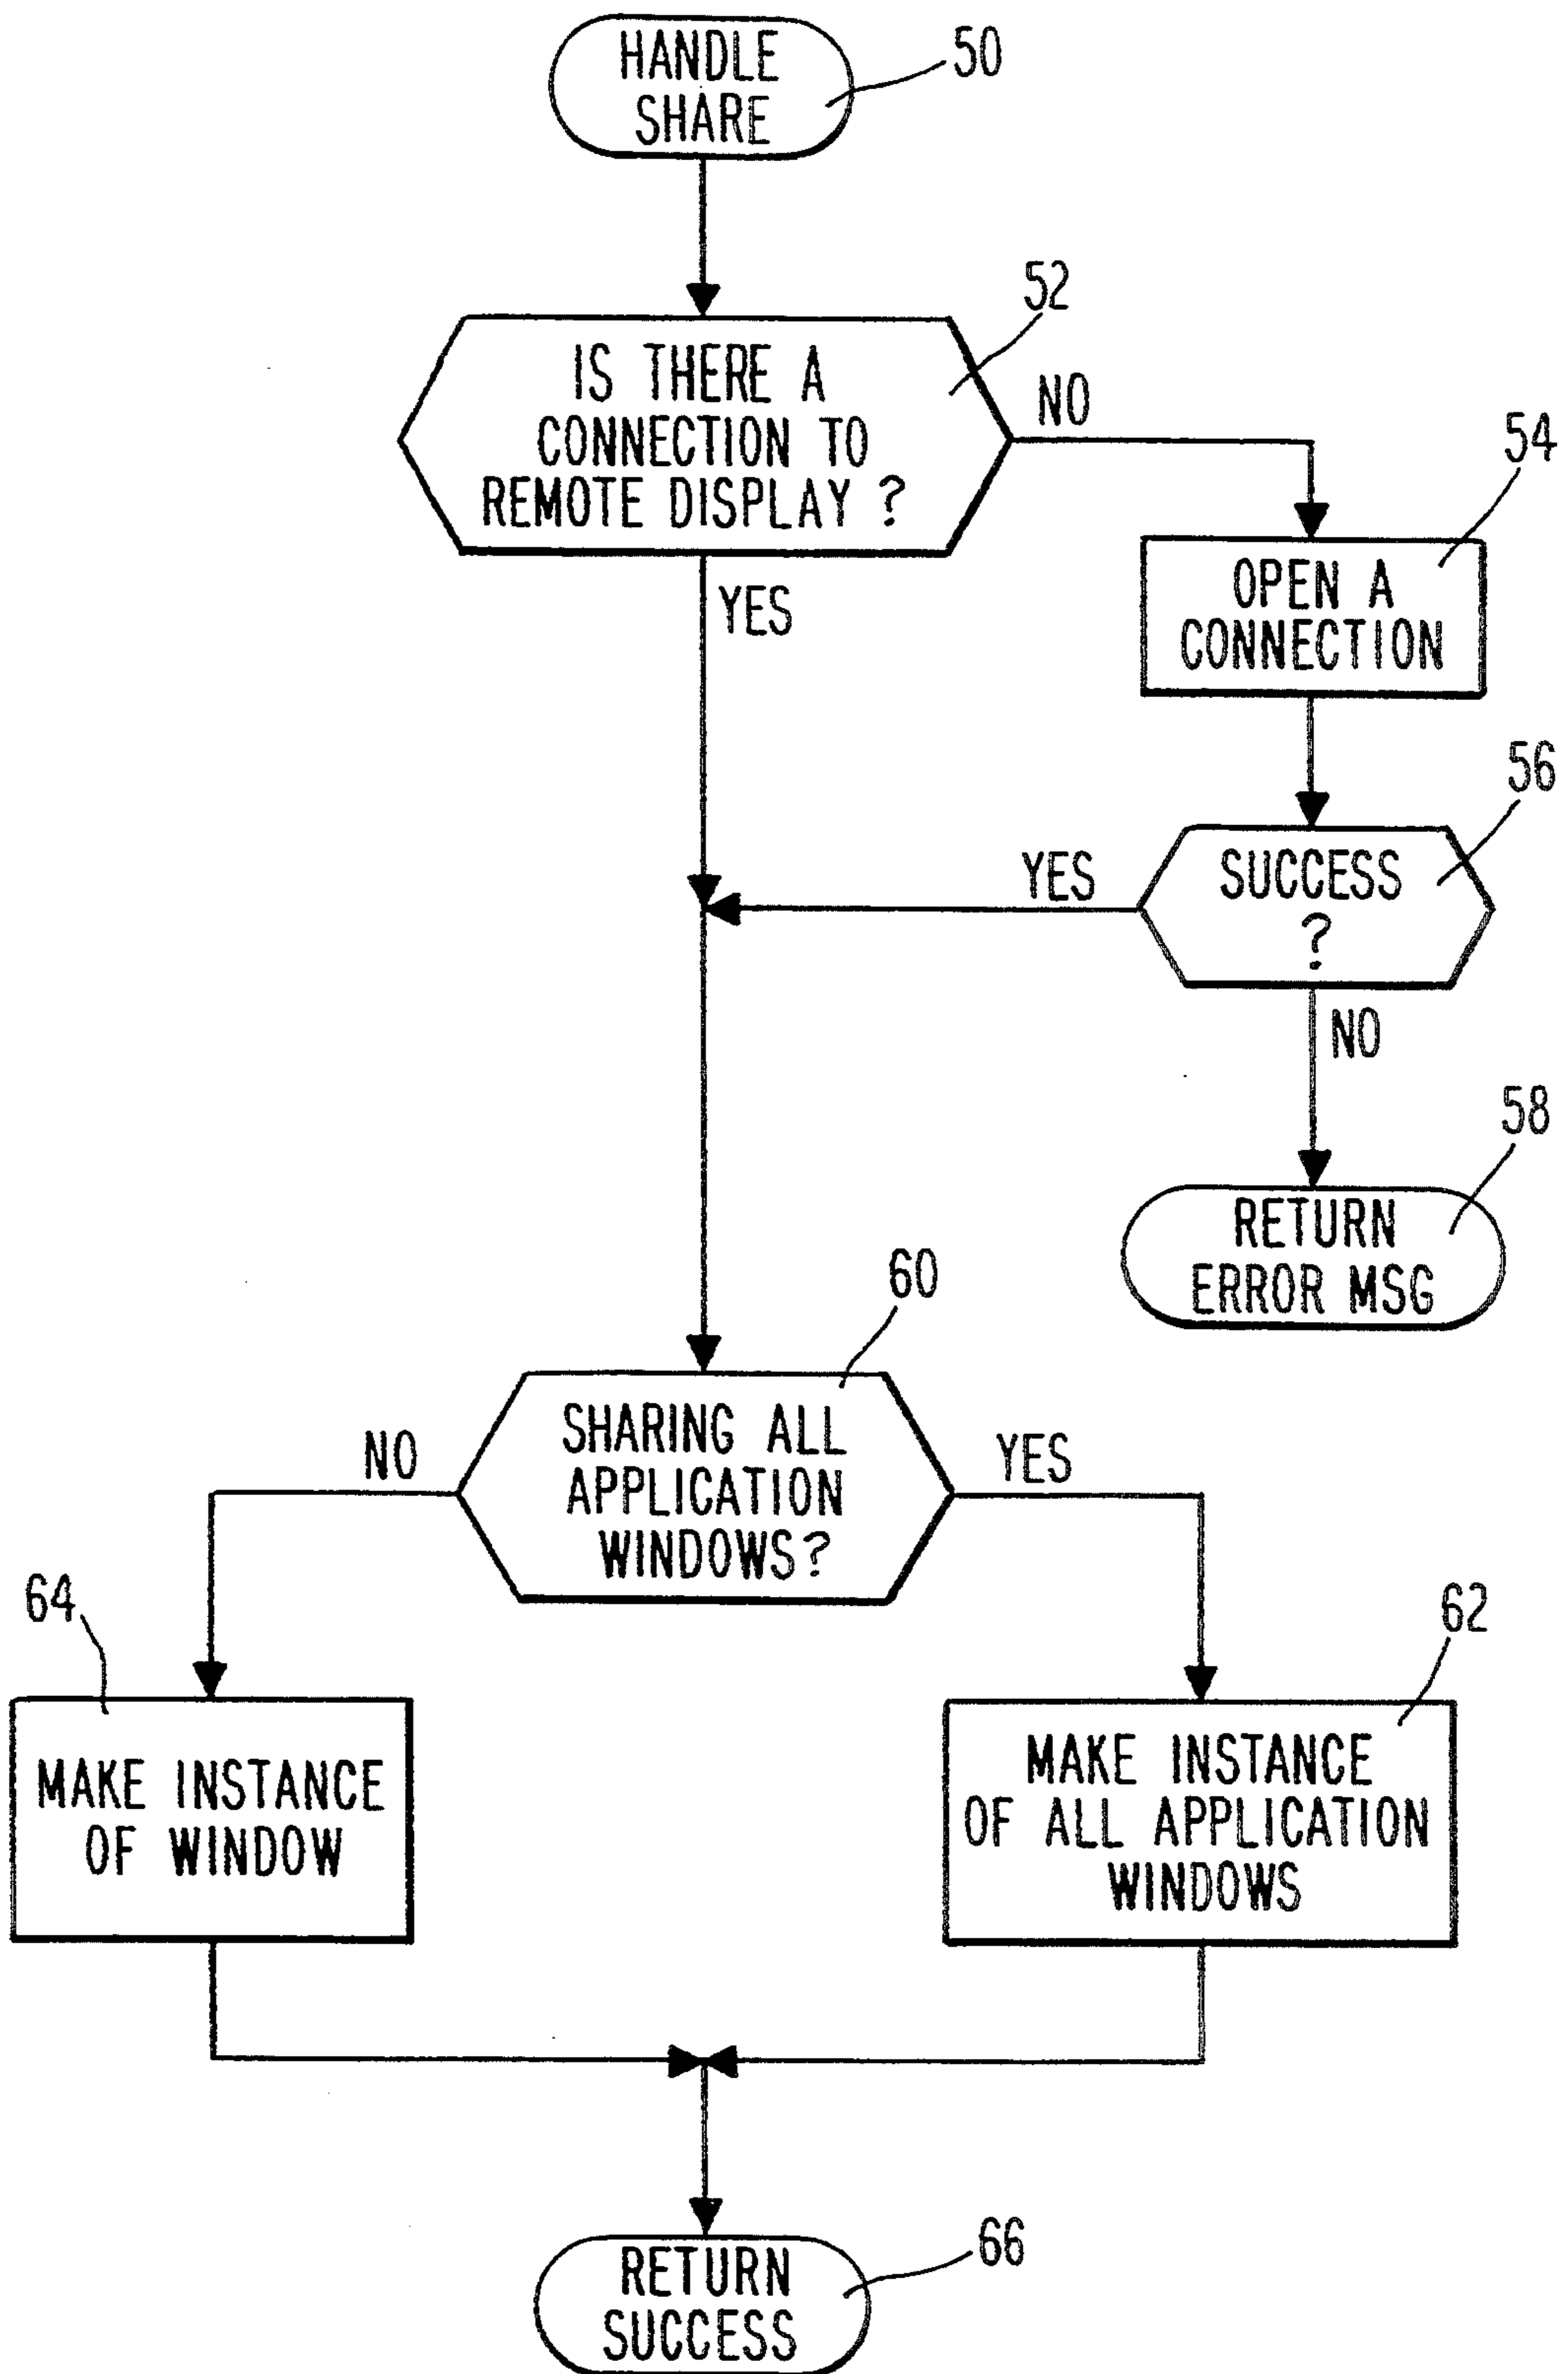 HANDLE
SHARE
50
52
IS THERE A
CONNECTION TO
REMOTE DISPLAY ?
NO
YES
54
OPEN A
CONNECTION
56
SUCCESS
?
YES
NO
58
RETURN
ERROR MSG
60
SHARING ALL
APPLICATION
WINDOWS?
NO
YES
64
MAKE INSTANCE
OF WINDOW
62
MAKE INSTANCE
OF ALL APPLICATION
WINDOWS
66
RETURN
SUCCESS